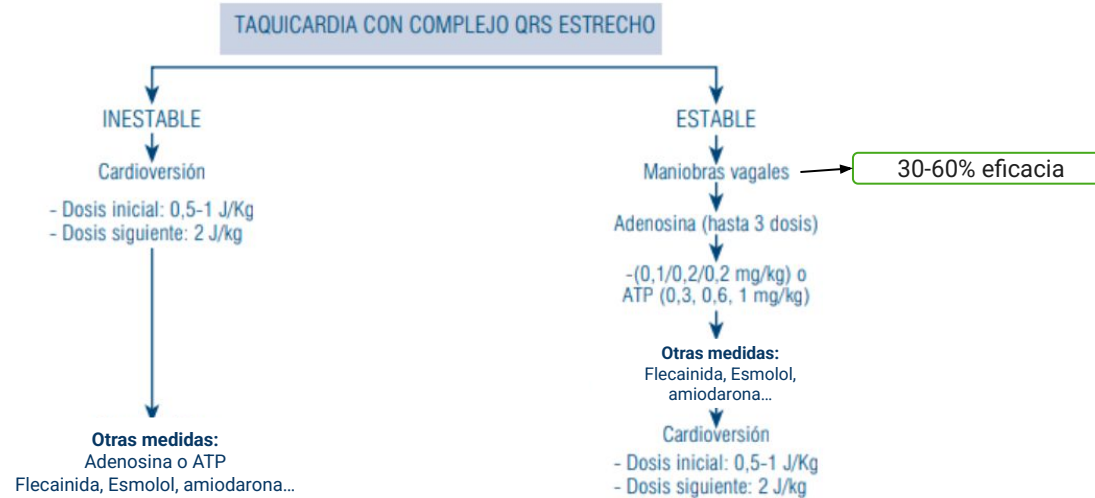 TAQUICARDIA CON COMPLEJO QRS ESTRECHO
INESTABLE
Cardioversión
- Dosis inicial: 0,5-1 J/Kg
- Dosis siguiente: 2 J/kg
Otras medidas:
Adenosina o ATP
Flecainida, Esmolol, amiodarona...
ESTABLE
Maniobras vagales
30-60% eficacia
Adenosina (hasta 3 dosis)
-(0,1/0,2/0,2 mg/kg) o
ATP (0,3, 0,6, 1 mg/kg)
Otras medidas:
Flecainida, Esmolol,
amiodarona...
Cardioversión
- Dosis inicial: 0,5-1 J/Kg
- Dosis siguiente: 2 J/kg